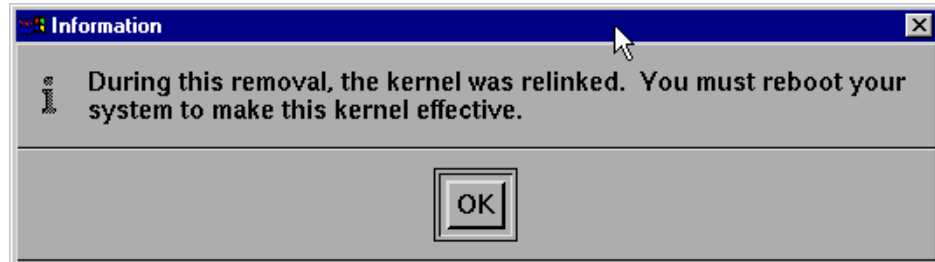 Information
During this removal, the kernel was relinked.  You must reboot your
system to make this kernel effective.
OK